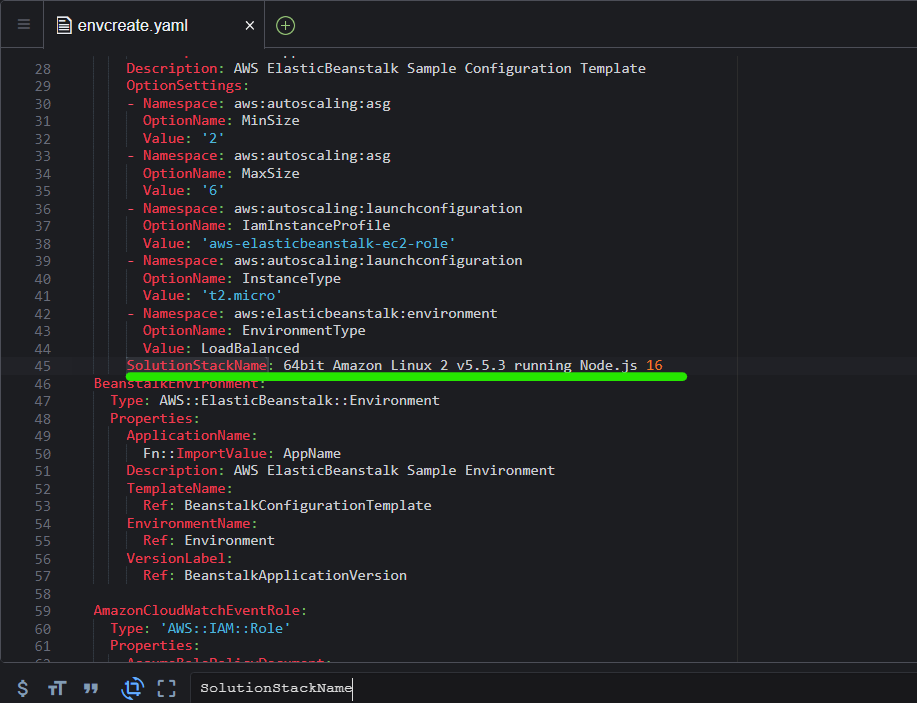 envcreate.yaml ×
28 Description: AWS ElasticBeanstalk Sample Configuration Template
29 OptionSettings:
30 - Namespace: aws:autoscaling:asg
31 OptionName: MinSize
32 Value: '2'
33 - Namespace: aws:autoscaling:asg
34 OptionName: MaxSize
35 Value: '6'
36 - Namespace: aws:autoscaling:launchconfiguration
37 OptionName: IamInstanceProfile
38 Value: 'aws-elasticbeanstalk-ec2-role'
39 - Namespace: aws:autoscaling:launchconfiguration
40 OptionName: InstanceType
41 Value: 't2.micro'
42 - Namespace: aws:elasticbeanstalk:environment
43 OptionName: EnvironmentType
44 Value: LoadBalanced
45 SolutionStackName: 64bit Amazon Linux 2 v5.5.3 running Node.js 16
46 BeanstalkEnvironment:
47 Type: AWS::ElasticBeanstalk::Environment
48 Properties:
49 ApplicationName:
50 Fn::ImportValue: AppName
51 Description: AWS ElasticBeanstalk Sample Environment
52 TemplateName:
53 Ref: BeanstalkConfigurationTemplate
54 EnvironmentName:
55 Ref: Environment
56 VersionLabel:
57 Ref: BeanstalkApplicationVersion
58
59 AmazonCloudWatchEventRole:
60 Type: 'AWS::IAM::Role'
61 Properties:
62 AssumeRolePolicyDocument:
$ TT " SolutionStackName